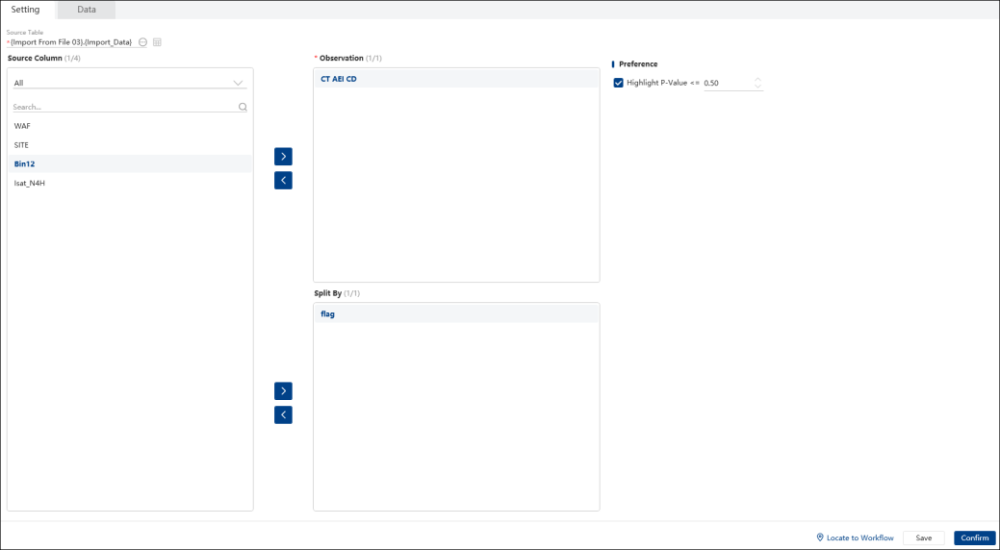 Setting Data
Source Table
*{Import From File 03}.{Import_Data}
Source Column (1/4)
All
Search...
WAF
SITE
Bin12
Isat_N4H
* Observation (1/1)
CT AEI CD
Split By (1/1)
flag
Preference
Highlight P-Value <= 0.50
Locate to Workflow Save Confirm